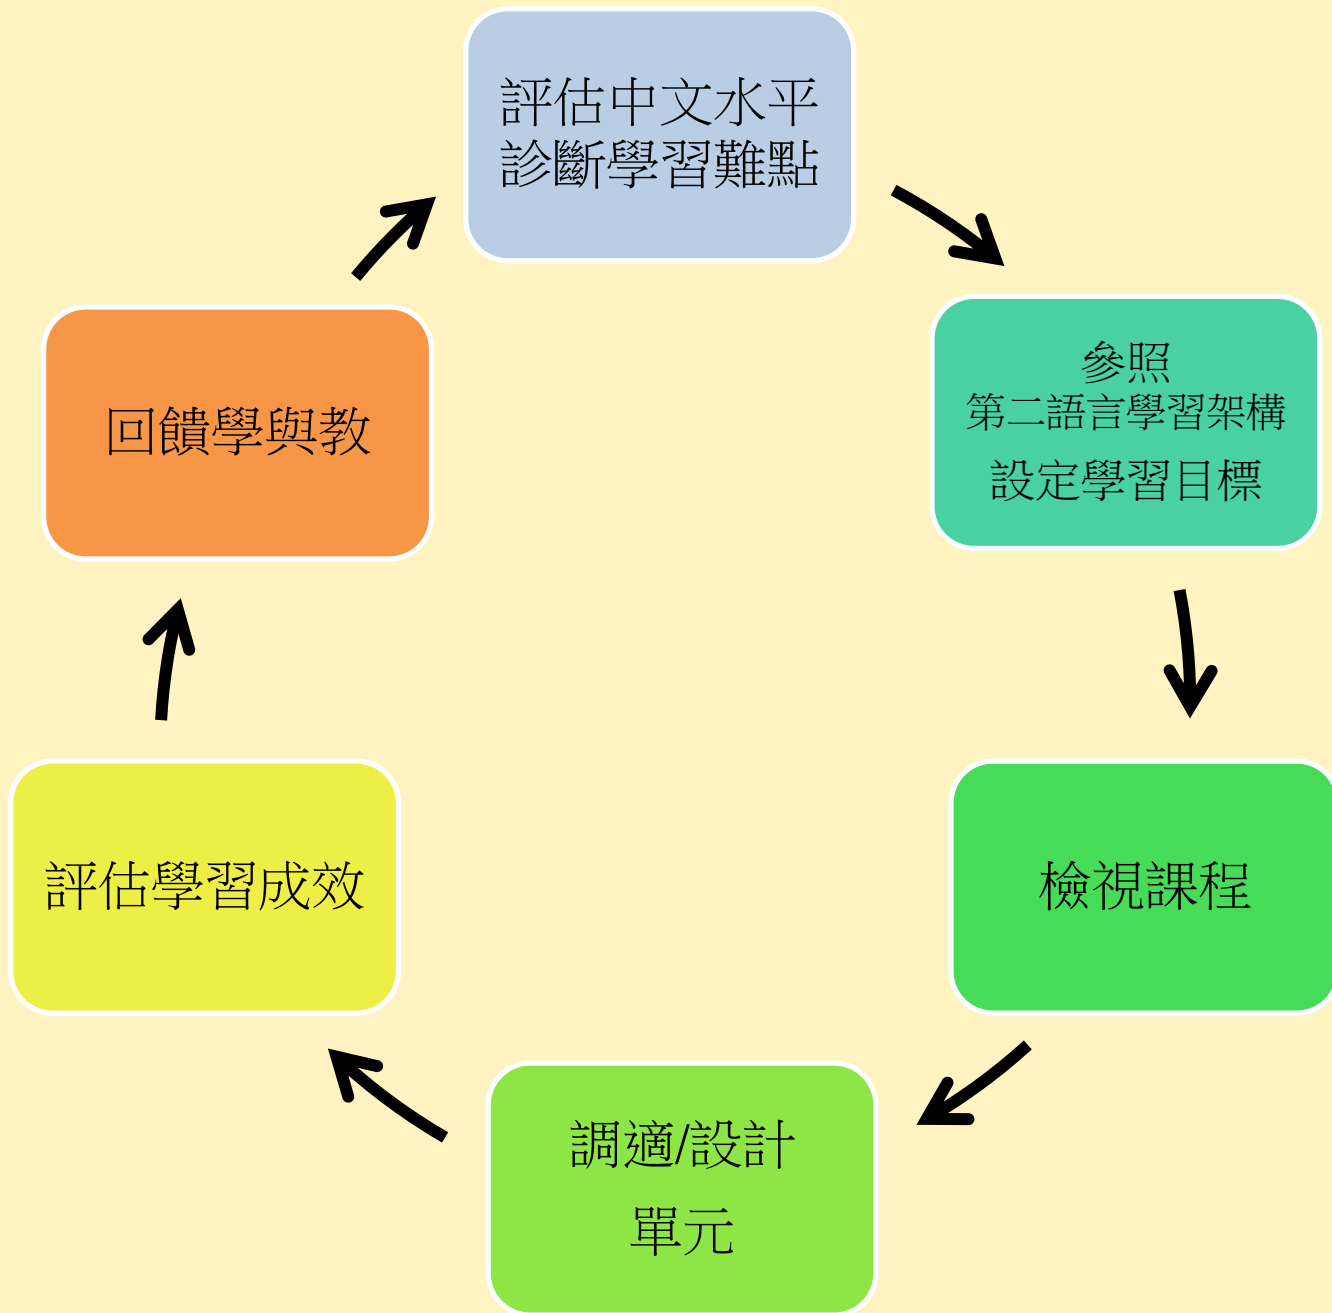 評估中文水平
診斷學習難點
參照
第二語言學習架構
設定學習目標
檢視課程
調適/設計
單元
評估學習成效
回饋學與教